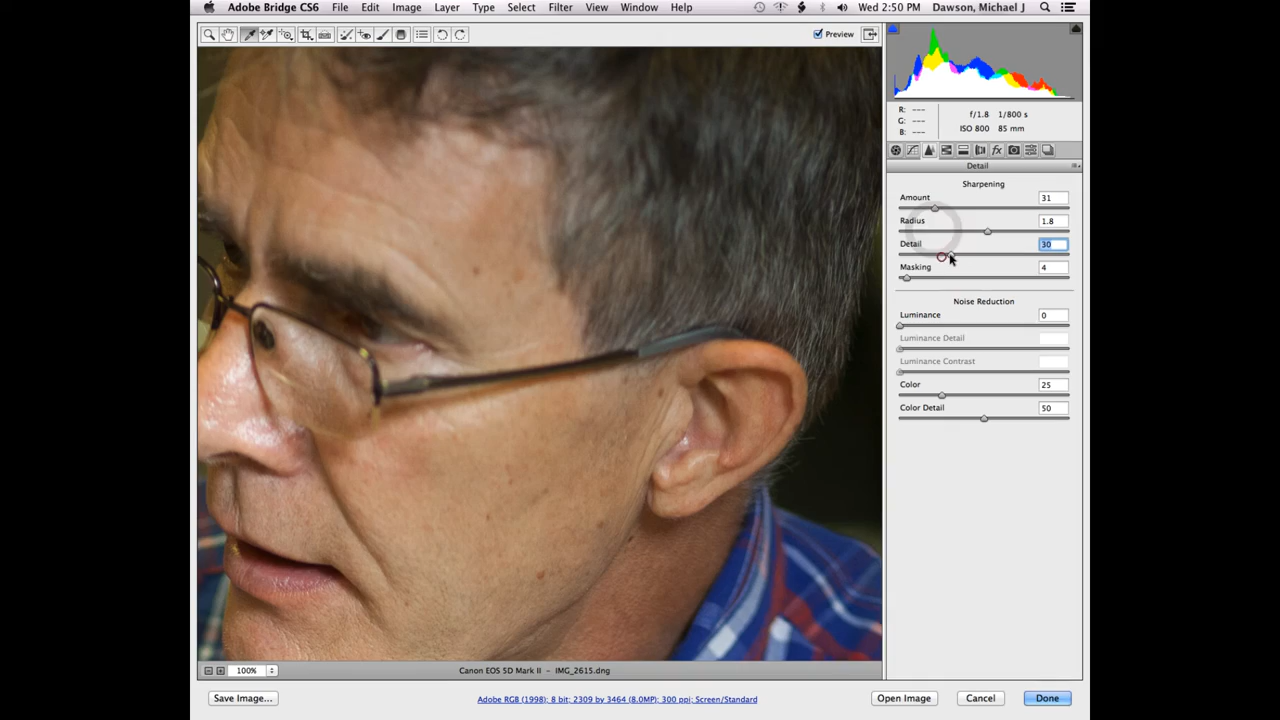 Adobe Bridge CS6 File Edit Image Layer Type Select Filter View Window Help Wed 2:50 PM Dawson, Michael J
Preview
R: ---
G: ---
B: ---
f/1.8 1/800 s
ISO 800 85 mm
fx
Detail
Sharpening
Amount 31
Radius 1.8
Detail 30
Masking 4
Noise Reduction
Luminance 0
Luminance Detail
Luminance Contrast
Color 25
Color Detail 50
100% Canon EOS 5D Mark II - IMG_2615.dng
Save Image... Adobe RGB (1998); 8 bit; 2309 by 3464 (8.0MP); 300 ppi; Screen/Standard Open Image Cancel Done